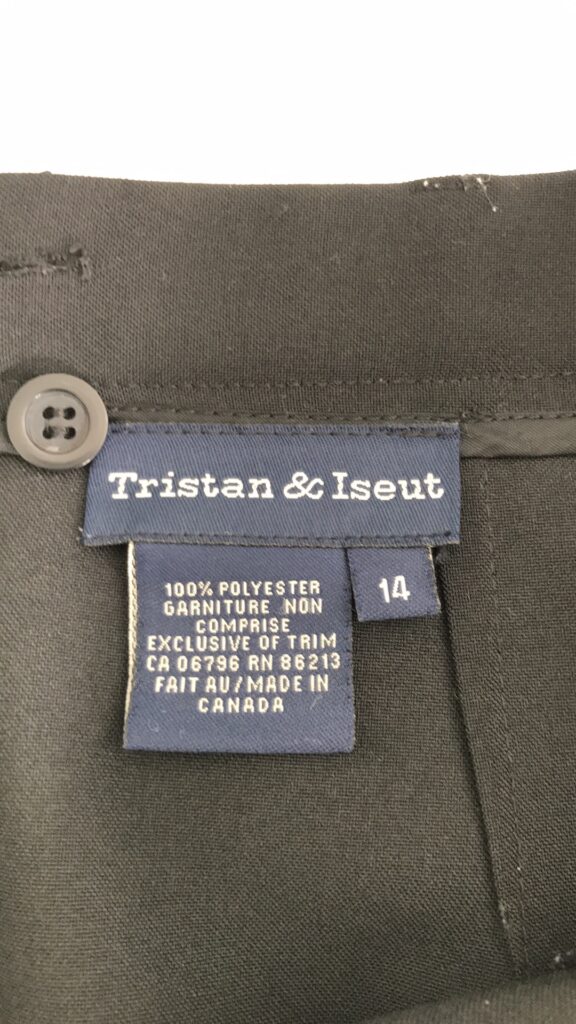 Tristan & Iseut
14
100% POLYESTER
GARNITURE NON
COMPRISE
EXCLUSIVE OF TRIM
CA 06796 RN 86213
FAIT AU/MADE IN
CANADA